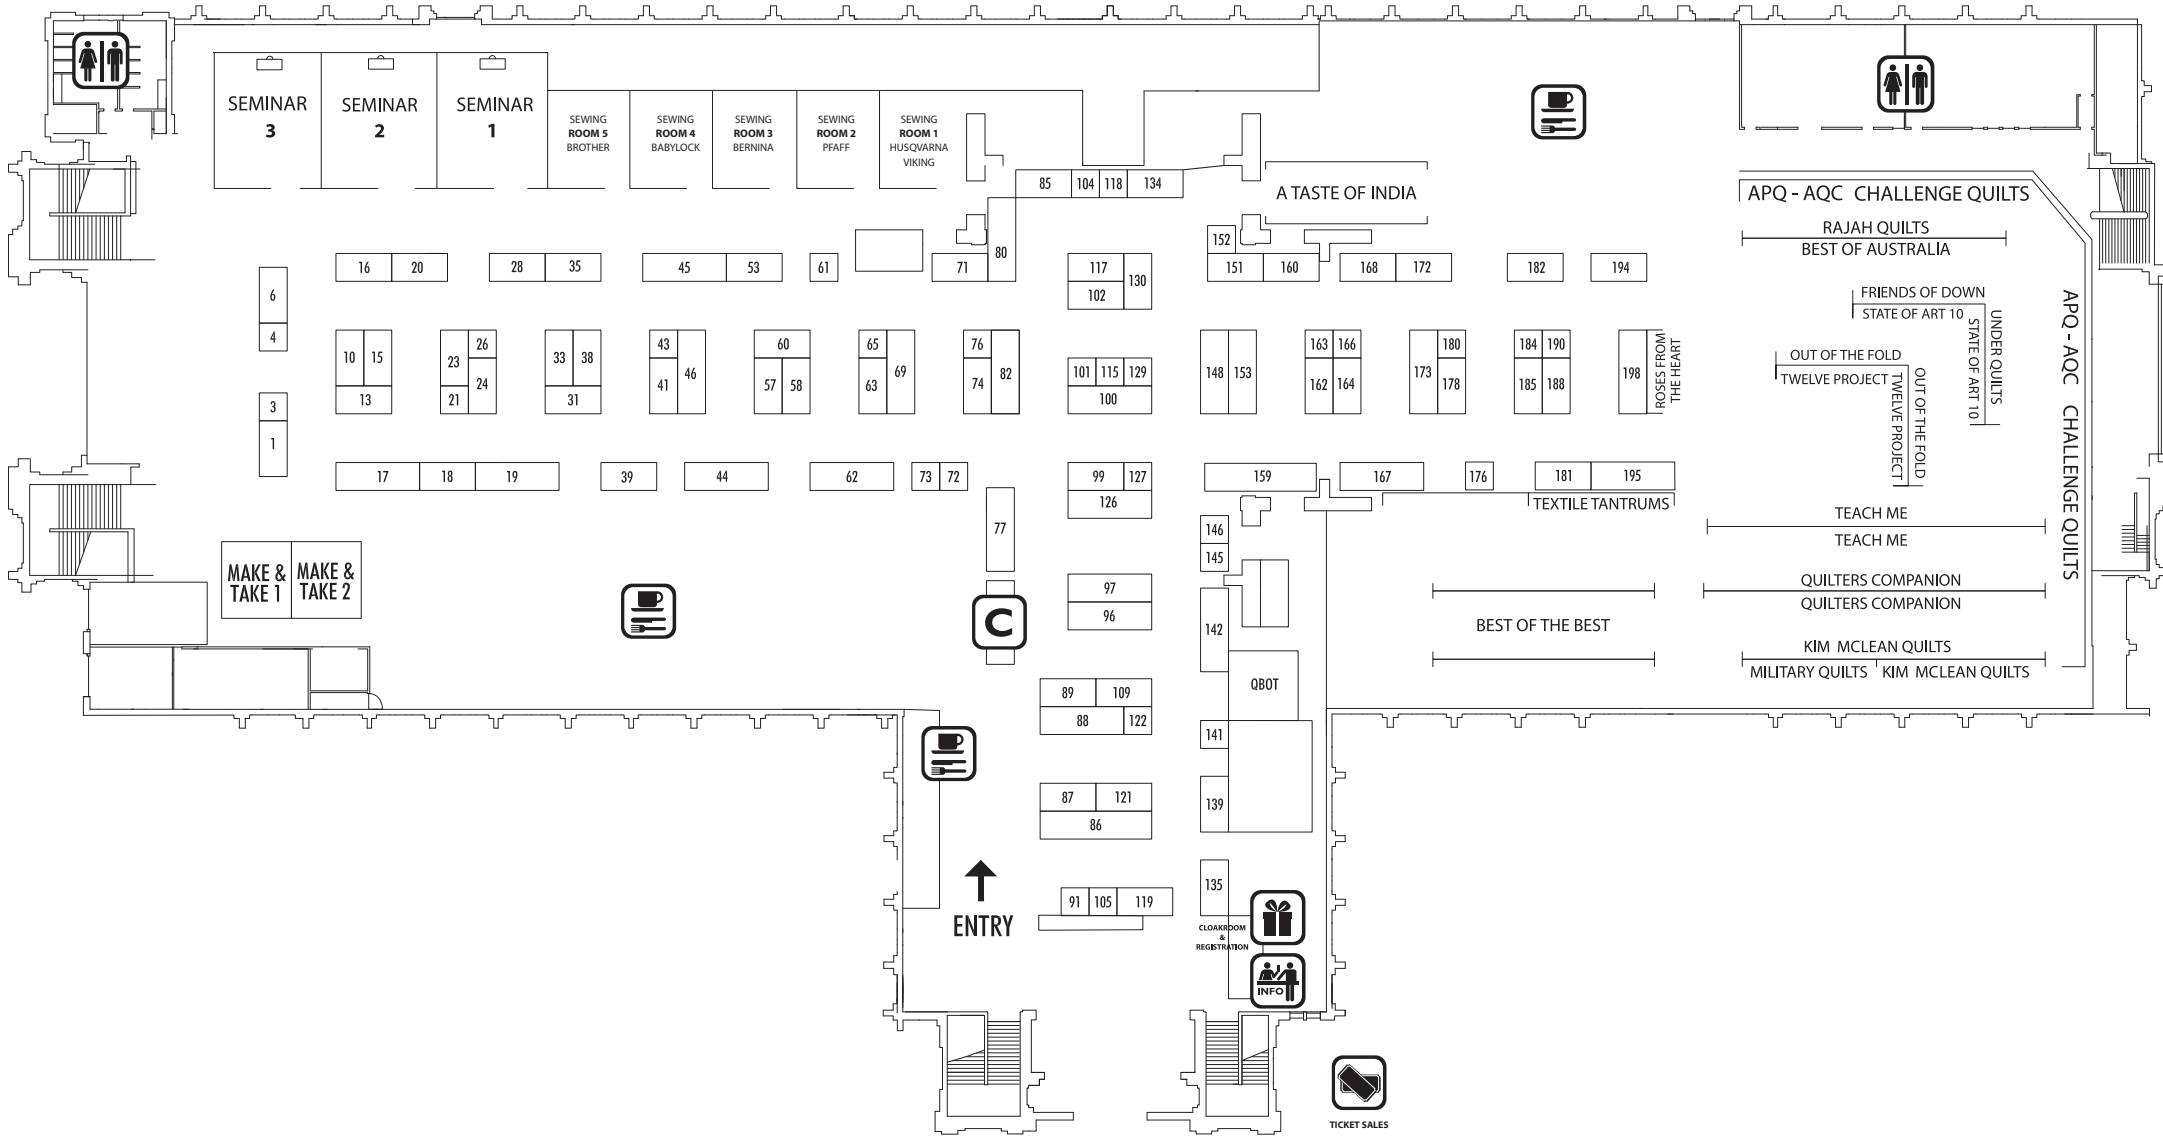 SEMINAR
3
SEMINAR
2
SEMINAR
1
SEWING
ROOM 5
BROTHER
SEWING
ROOM 4
BABYLOCK
SEWING
ROOM 3
BERNINA
SEWING
ROOM 2
PFAFF
SEWING
ROOM 1
HUSQVARNA
VIKING
85
104
118
134
A TASTE OF INDIA
APQ - AQC CHALLENGE QUILTS
RAJAH QUILTS
BEST OF AUSTRALIA
152
6
4
16
20
28
35
45
53
61
71
80
117
102
130
151
160
168
172
182
194
FRIENDS OF DOWN
STATE OF ART 10
UNDER QUILTS
STATE OF ART 10
APQ - AQC CHALLENGE QUILTS
10
15
13
23
26
24
21
33
38
31
43
41
46
60
57
58
65
63
69
76
74
82
101
115
129
100
148
153
163
166
162
164
173
180
178
184
190
185
188
198
ROSES FROM
THE HEART
OUT OF THE FOLD
TWELVE PROJECT
OUT OF THE FOLD
TWELVE PROJECT
3
1
17
18
19
39
44
62
73
72
99
127
126
159
167
176
181
195
TEXTILE TANTRUMS
TEACH ME
TEACH ME
77
146
145
MAKE &
TAKE 1
MAKE &
TAKE 2
C
97
96
142
QUILTERS COMPANION
QUILTERS COMPANION
BEST OF THE BEST
KIM MCLEAN QUILTS
MILITARY QUILTS
KIM MCLEAN QUILTS
QBOT
89
109
88
122
141
87
121
86
139
ENTRY
91
105
119
135
CLOAKROOM
&
REGISTRATION
INFO
TICKET SALES